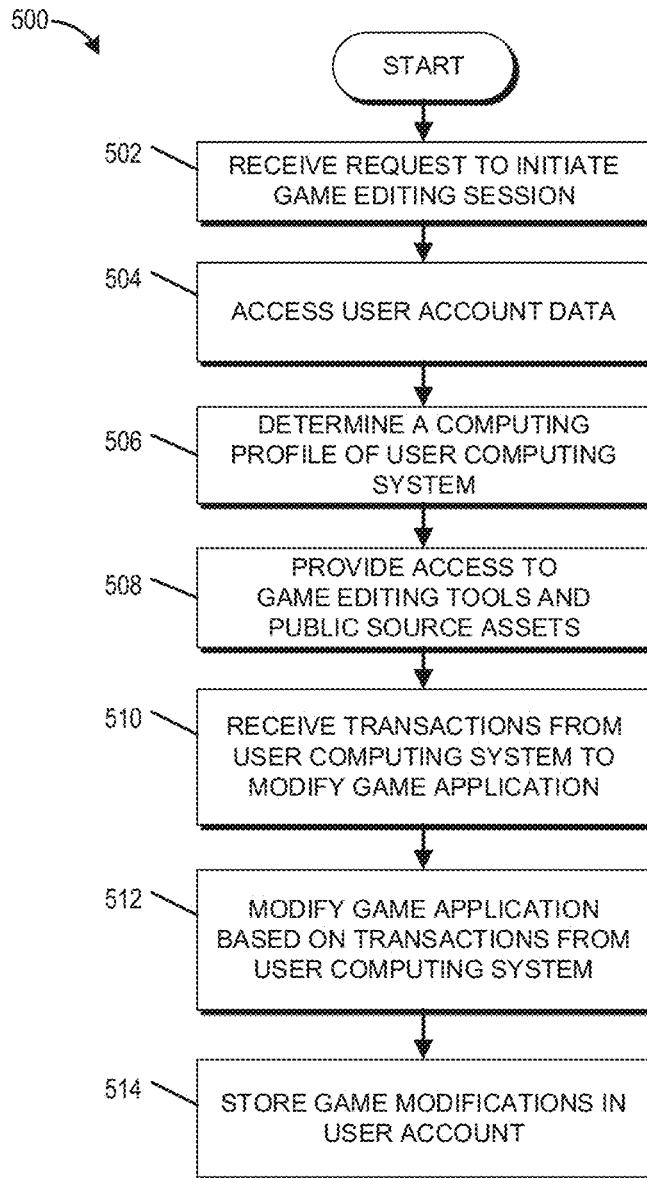 500
START
502
RECEIVE REQUEST TO INITIATE
GAME EDITING SESSION
504
ACCESS USER ACCOUNT DATA
506
DETERMINE A COMPUTING
PROFILE OF USER COMPUTING
SYSTEM
508
PROVIDE ACCESS TO
GAME EDITING TOOLS AND
PUBLIC SOURCE ASSETS
510
RECEIVE TRANSACTIONS FROM
USER COMPUTING SYSTEM TO
MODIFY GAME APPLICATION
512
MODIFY GAME APPLICATION
BASED ON TRANSACTIONS FROM
USER COMPUTING SYSTEM
514
STORE GAME MODIFICATIONS IN
USER ACCOUNT